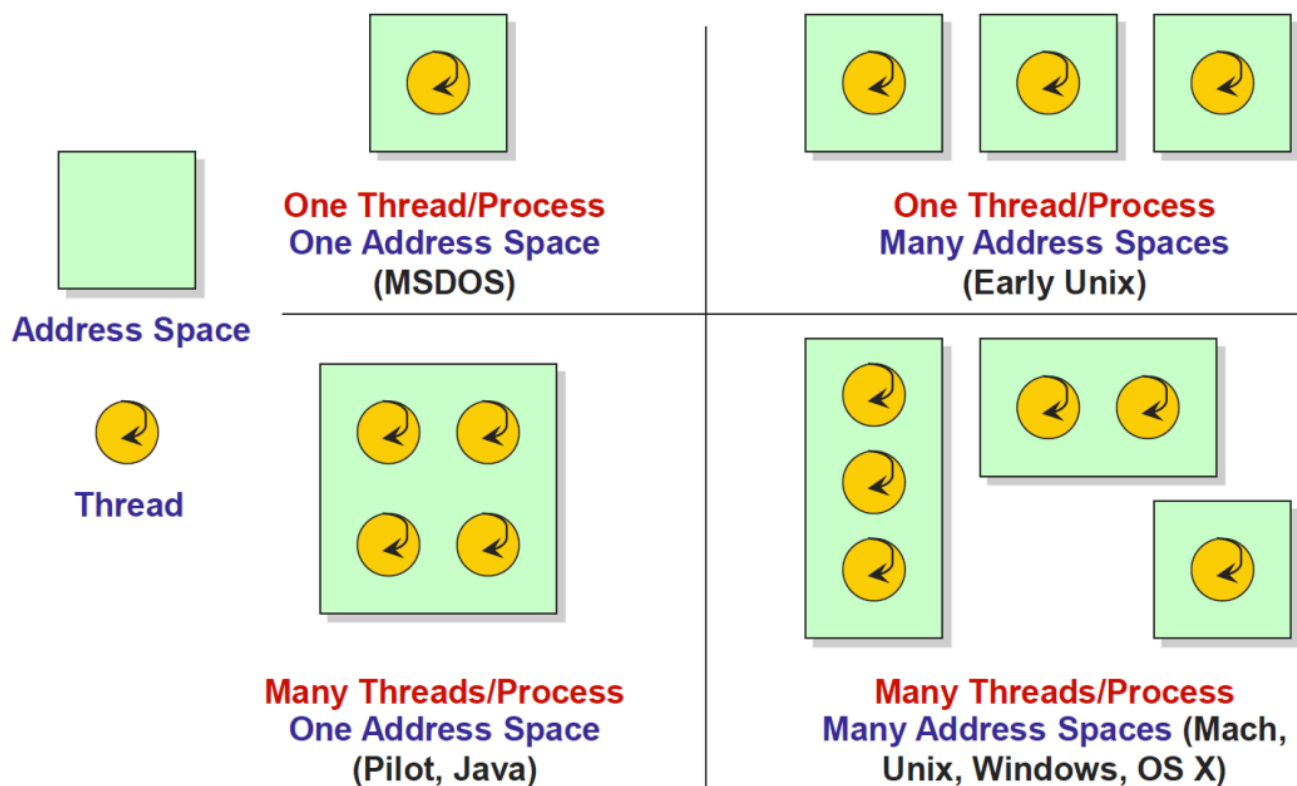 Address Space
Thread
One Thread/Process
One Address Space
(MSDOS)
One Thread/Process
Many Address Spaces
(Early Unix)
Many Threads/Process
One Address Space
(Pilot, Java)
Many Threads/Process
Many Address Spaces (Mach,
Unix, Windows, OS X)